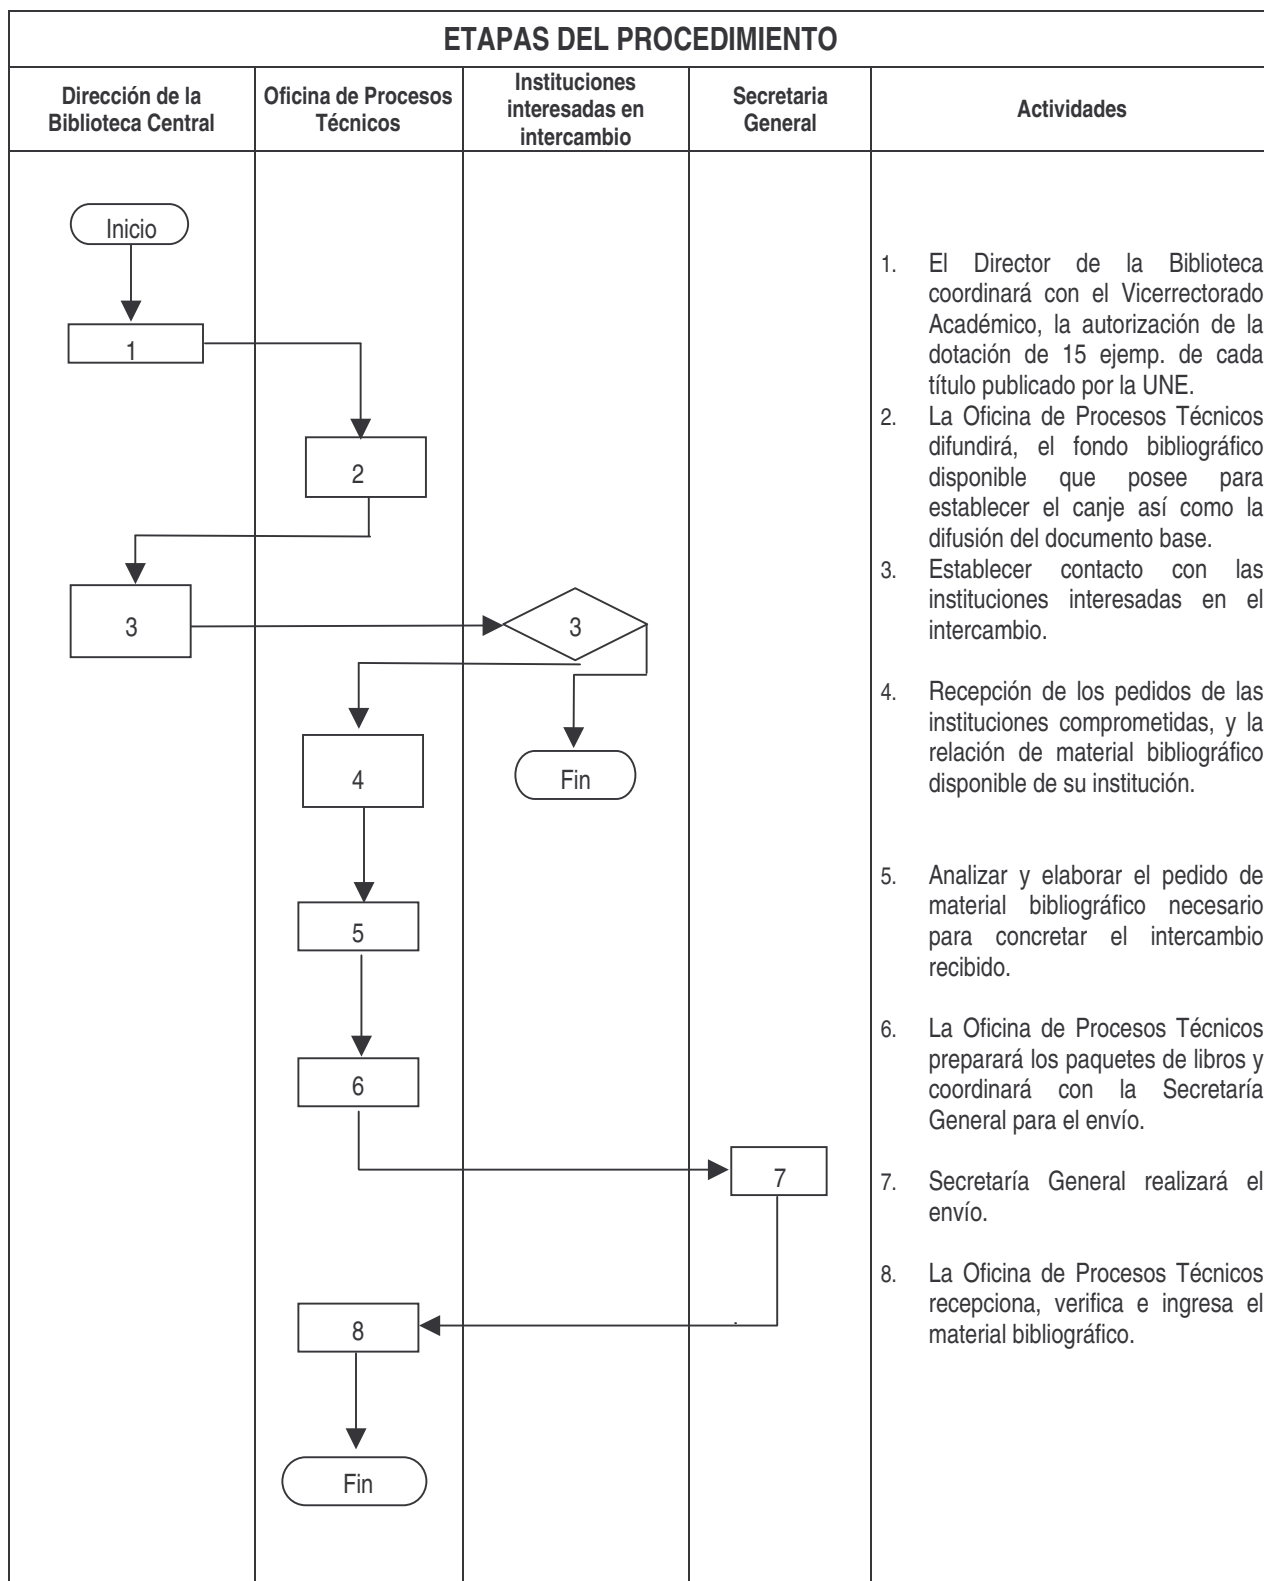 ETAPAS DEL PROCEDIMIENTO
Dirección de la
Biblioteca Central
Oficina de Procesos
Técnicos
Instituciones
interesadas en
intercambio
Secretaria
General
Actividades
Inicio
1
2
3
3
4
Fin
5
6
7
8
Fin
1. El Director de la Biblioteca
coordinará con el Vicerrectorado
Académico, la autorización de la
dotación de 15 ejemp. de cada
título publicado por la UNE.
2. La Oficina de Procesos Técnicos
difundirá, el fondo bibliográfico
disponible que posee para
establecer el canje así como la
difusión del documento base.
3. Establecer contacto con las
instituciones interesadas en el
intercambio.
4. Recepción de los pedidos de las
instituciones comprometidas, y la
relación de material bibliográfico
disponible de su institución.
5. Analizar y elaborar el pedido de
material bibliográfico necesario
para concretar el intercambio
recibido.
6. La Oficina de Procesos Técnicos
preparará los paquetes de libros y
coordinará con la Secretaría
General para el envío.
7. Secretaría General realizará el
envío.
8. La Oficina de Procesos Técnicos
recepciona, verifica e ingresa el
material bibliográfico.